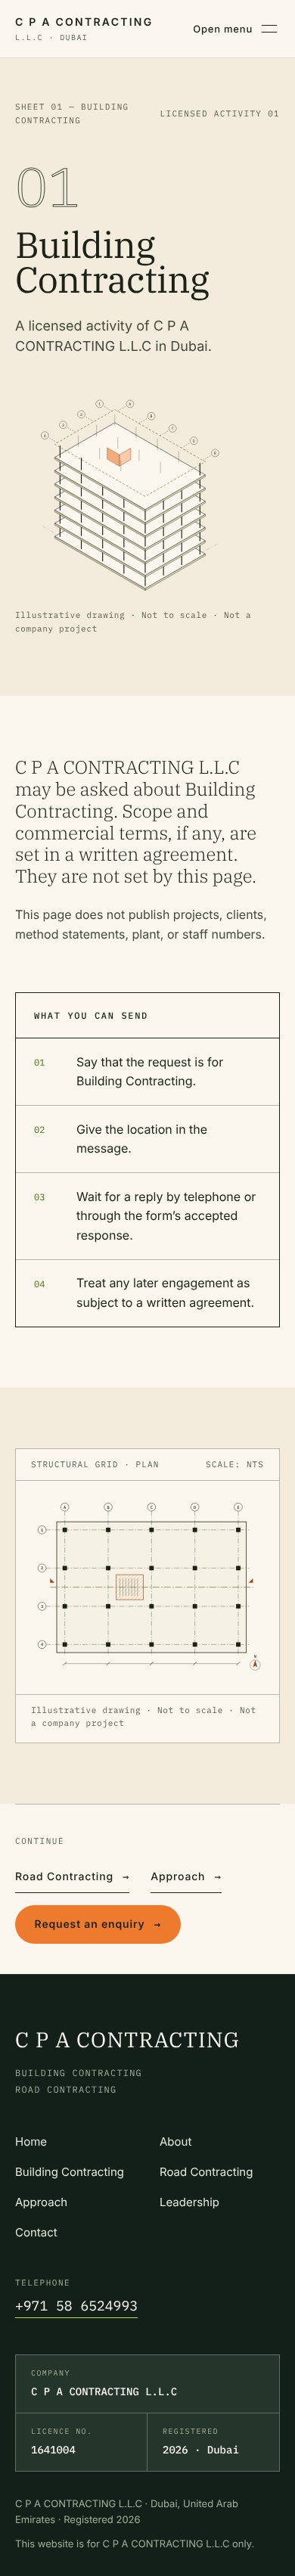 C P A CONTRACTING
L.L.C · DUBAI
Open menu
SHEET 01 — BUILDING
CONTRACTING
LICENSED ACTIVITY 01
01
Building
Contracting
A licensed activity of C P A
CONTRACTING L.L.C in Dubai.
Illustrative drawing · Not to scale · Not a
company project
C P A CONTRACTING L.L.C
may be asked about Building
Contracting. Scope and
commercial terms, if any, are
set in a written agreement.
They are not set by this page.
This page does not publish projects, clients,
method statements, plant, or staff numbers.
WHAT YOU CAN SEND
01 Say that the request is for
Building Contracting.
02 Give the location in the
message.
03 Wait for a reply by telephone or
through the form’s accepted
response.
04 Treat any later engagement as
subject to a written agreement.
STRUCTURAL GRID · PLAN SCALE: NTS
A B C D E
1
2
3
4
N
Illustrative drawing · Not to scale · Not
a company project
CONTINUE
Road Contracting → Approach →
Request an enquiry →
C P A CONTRACTING
BUILDING CONTRACTING
ROAD CONTRACTING
Home About
Building Contracting Road Contracting
Approach Leadership
Contact
TELEPHONE
+971 58 6524993
COMPANY
C P A CONTRACTING L.L.C
LICENCE NO. REGISTERED
1641004 2026 · Dubai
C P A CONTRACTING L.L.C · Dubai, United Arab
Emirates · Registered 2026
This website is for C P A CONTRACTING L.L.C only.